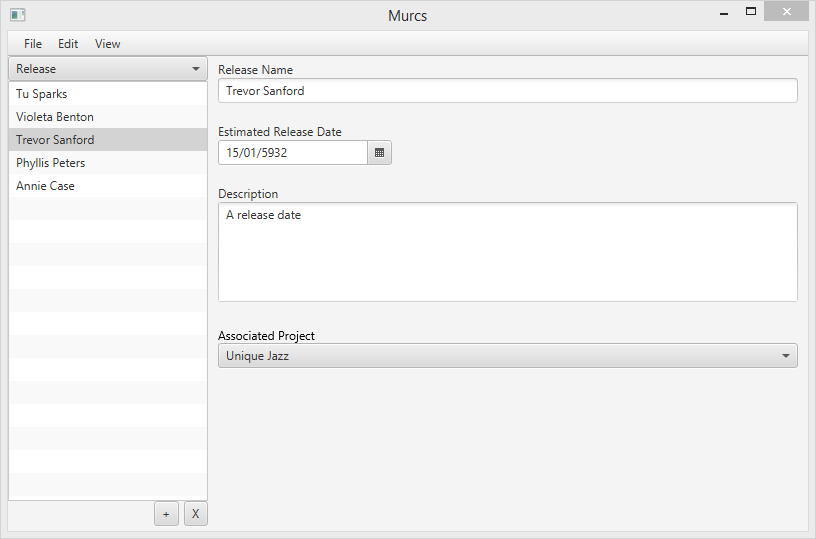 Murcs
File Edit View
Release
Tu Sparks
Violeta Benton
Trevor Sanford
Phyllis Peters
Annie Case
+ X
Release Name
Trevor Sanford
Estimated Release Date
15/01/5932
Description
A release date
Associated Project
Unique Jazz